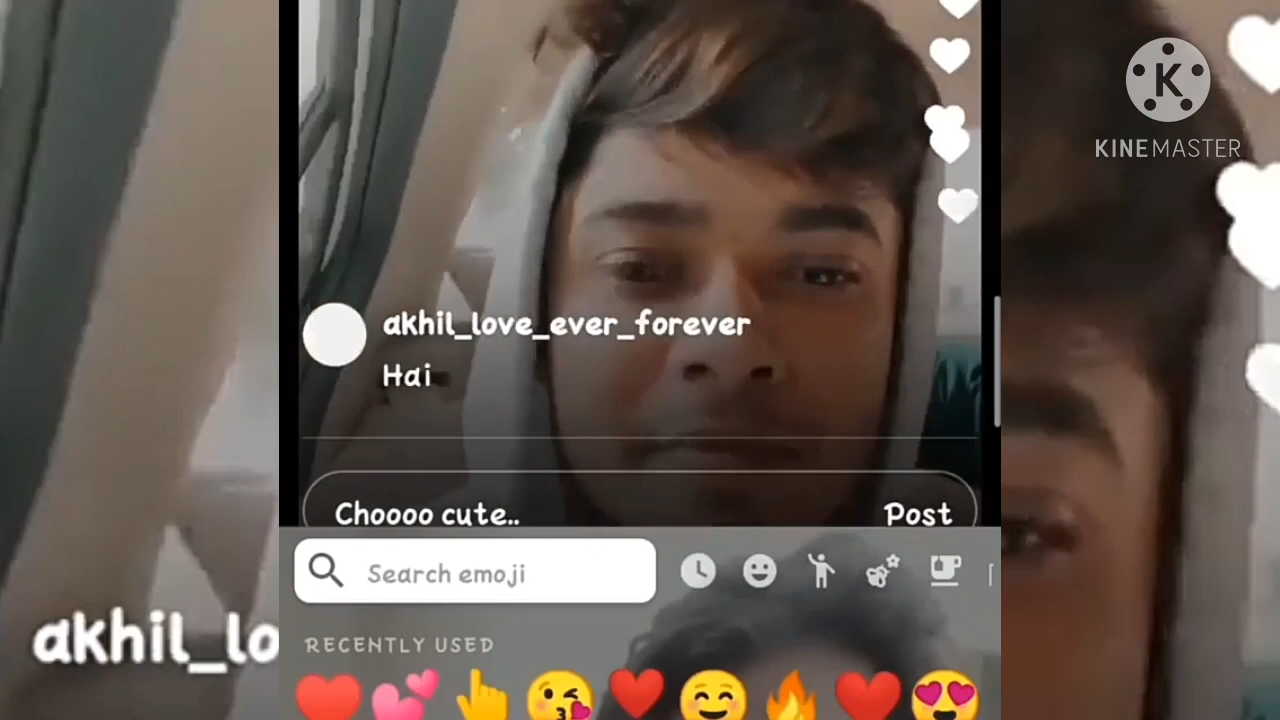 KINEMASTER
akhil_love_ever_forever
Hai
Choooo cute.. Post
Search emoji
akhil_lo
RECENTLY USED